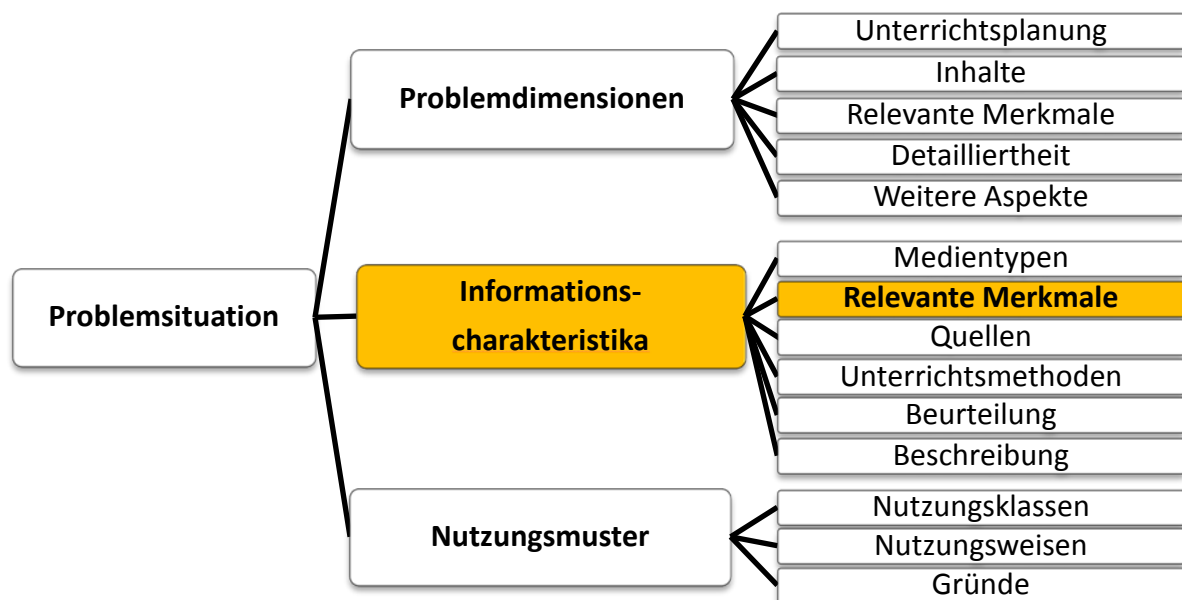 Unterrichtsplanung
Inhalte
Problemdimensionen
Relevante Merkmale
Detailliertheit
Weitere Aspekte
Medientypen
Informations-
Relevante Merkmale
Problemsituation
charakteristika
Quellen
Unterrichtsmethoden
Beurteilung
Beschreibung
Nutzungsklassen
Nutzungsmuster
Nutzungsweisen
Gründe